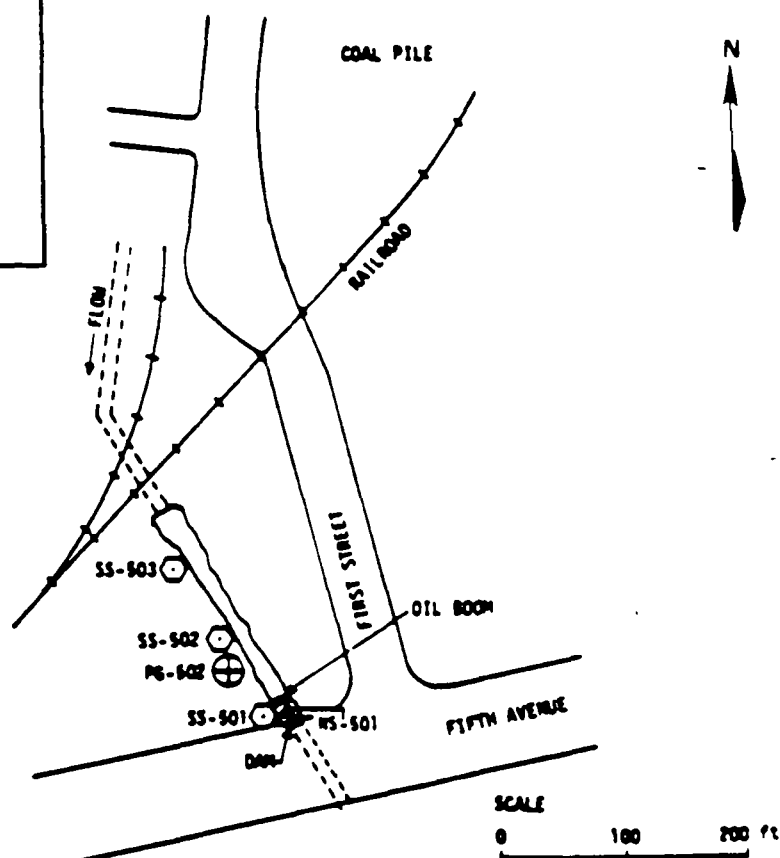 COAL PILE
N
RAILROAD
FLOW
FIRST STREET
SS-503
OIL BOOM
SS-502
PG-502
SS-501
WS-501
FIFTH AVENUE
DAM
SCALE
0 100 200 ft